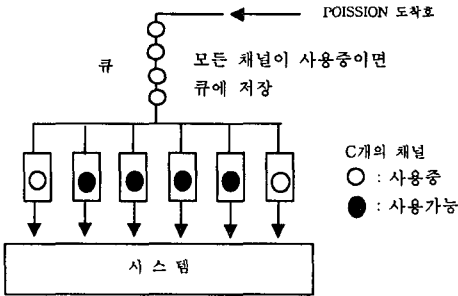 POISSION 도착호
큐
모든 채널이 사용중이면
큐에 저장
C개의 채널
: 사용중
: 사용가능
시스템